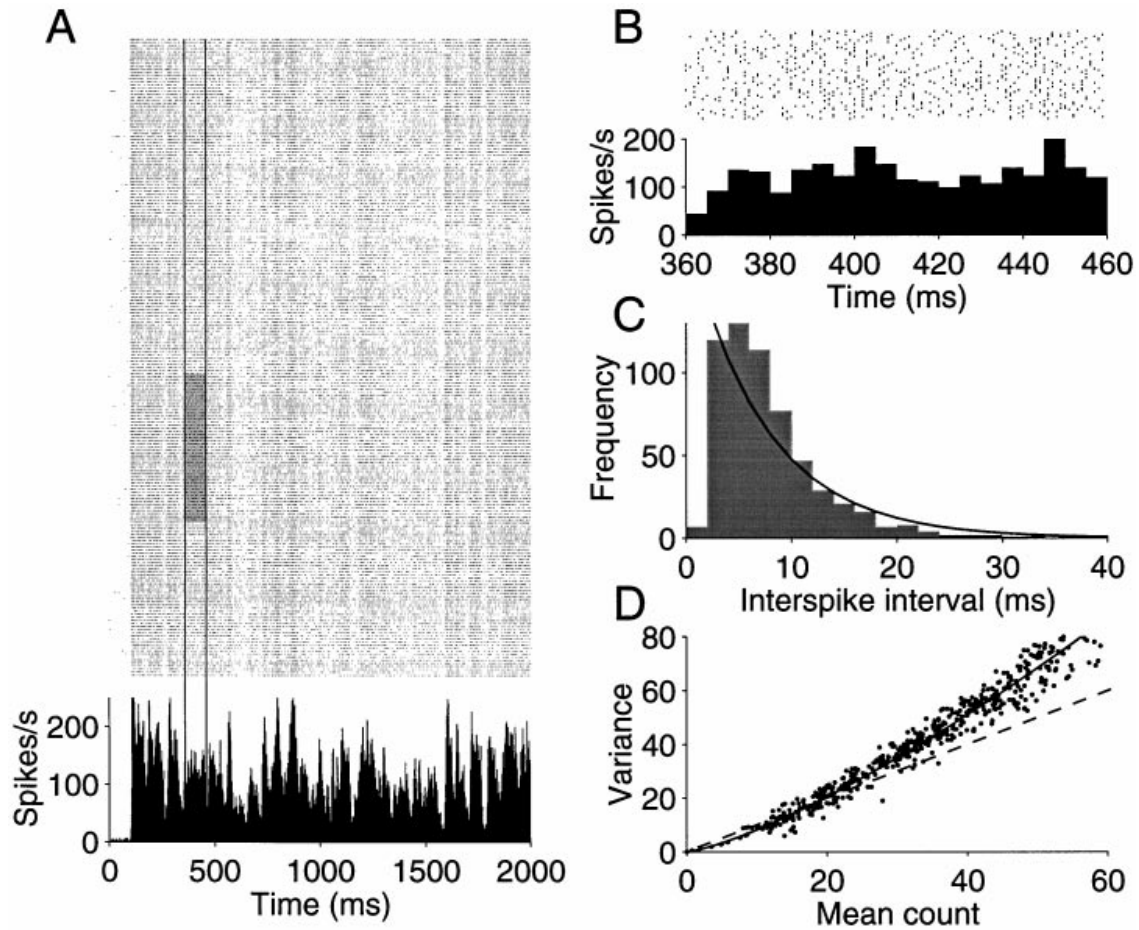 A
Spikes/s
200
100
0
0 500 1000 1500 2000
Time (ms)
B
Spikes/s
200
100
0
360 380 400 420 440 460
Time (ms)
C
Frequency
100
50
0
0 10 20 30 40
Interspike interval (ms)
D
Variance
80
60
40
20
0
0 20 40 60
Mean count